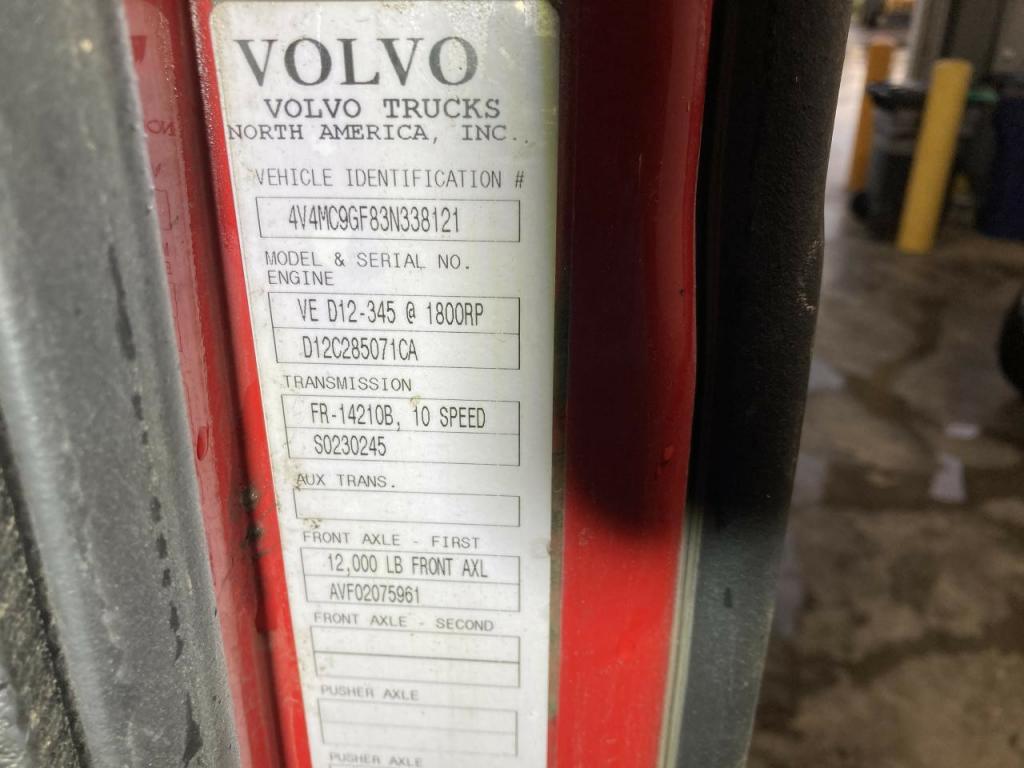 VOLVO
VOLVO TRUCKS
NORTH AMERICA, INC.
VEHICLE IDENTIFICATION #
4V4MC9GF83N338121
MODEL & SERIAL NO.
ENGINE
VE D12-345 @ 1800RP
D12C285071CA
TRANSMISSION
FR-14210B, 10 SPEED
S0230245
AUX TRANS.
FRONT AXLE - FIRST
12,000 LB FRONT AXL
AVF02075961
FRONT AXLE - SECOND
PUSHER AXLE
PUSHER AXLE